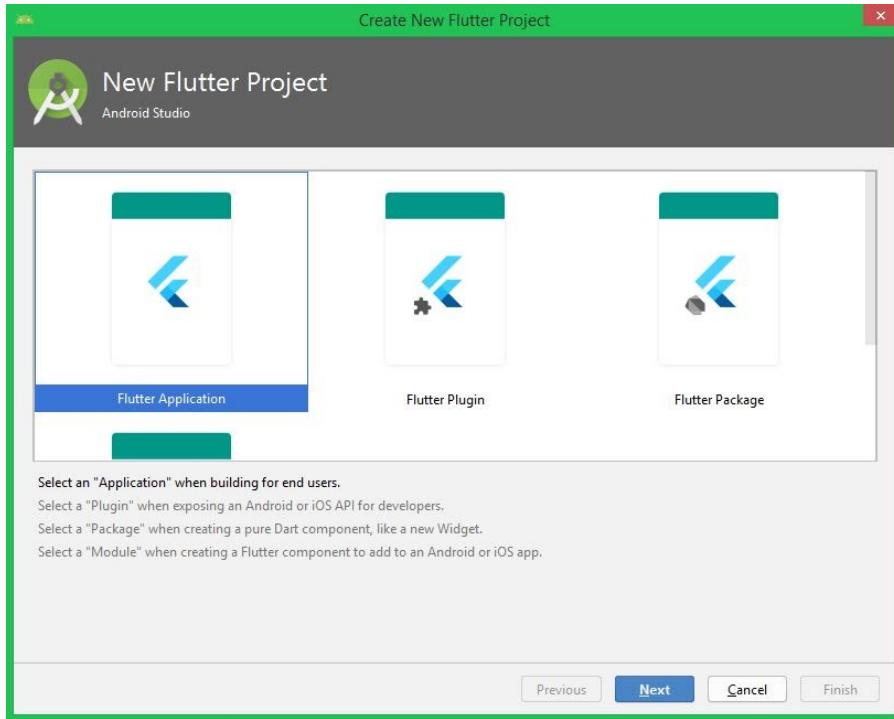 Create New Flutter Project
New Flutter Project
Android Studio
Flutter Application
Flutter Plugin
Flutter Package
Select an "Application" when building for end users.
Select a "Plugin" when exposing an Android or iOS API for developers.
Select a "Package" when creating a pure Dart component, like a new Widget.
Select a "Module" when creating a Flutter component to add to an Android or iOS app.
Previous
Next
Cancel
Finish